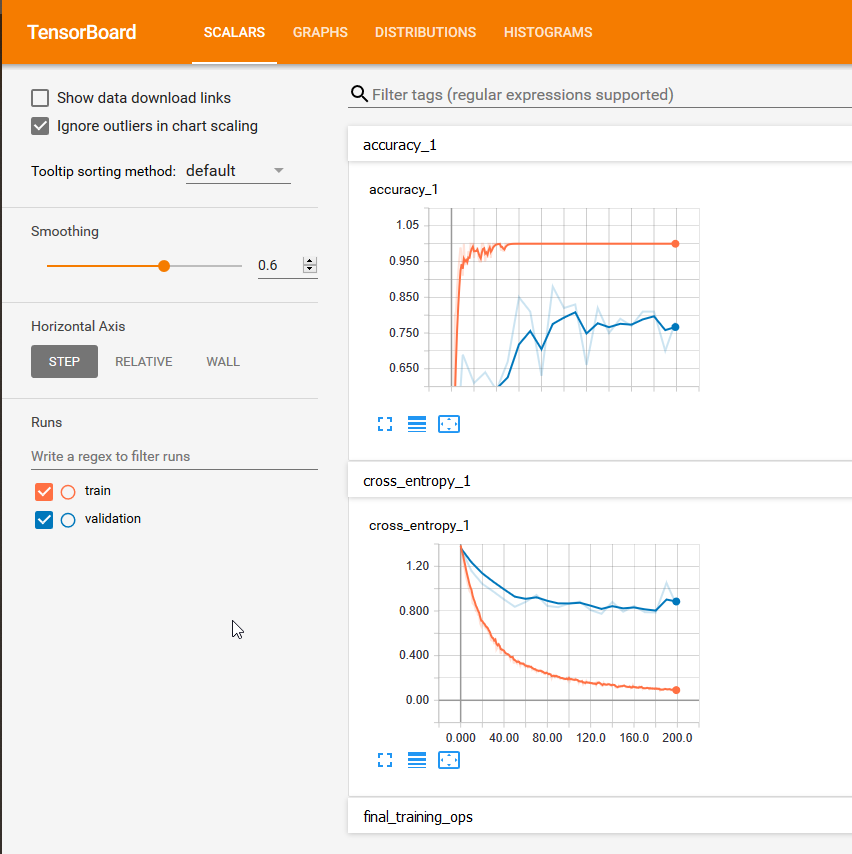 TensorBoard SCALARS GRAPHS DISTRIBUTIONS HISTOGRAMS
Show data download links
Ignore outliers in chart scaling
Tooltip sorting method: default
Smoothing
0.6
Horizontal Axis
STEP RELATIVE WALL
Runs
Write a regex to filter runs
train
validation
Filter tags (regular expressions supported)
accuracy_1
accuracy_1
1.05
0.950
0.850
0.750
0.650
cross_entropy_1
cross_entropy_1
1.20
0.800
0.400
0.00
0.000 40.00 80.00 120.0 160.0 200.0
final_training_ops